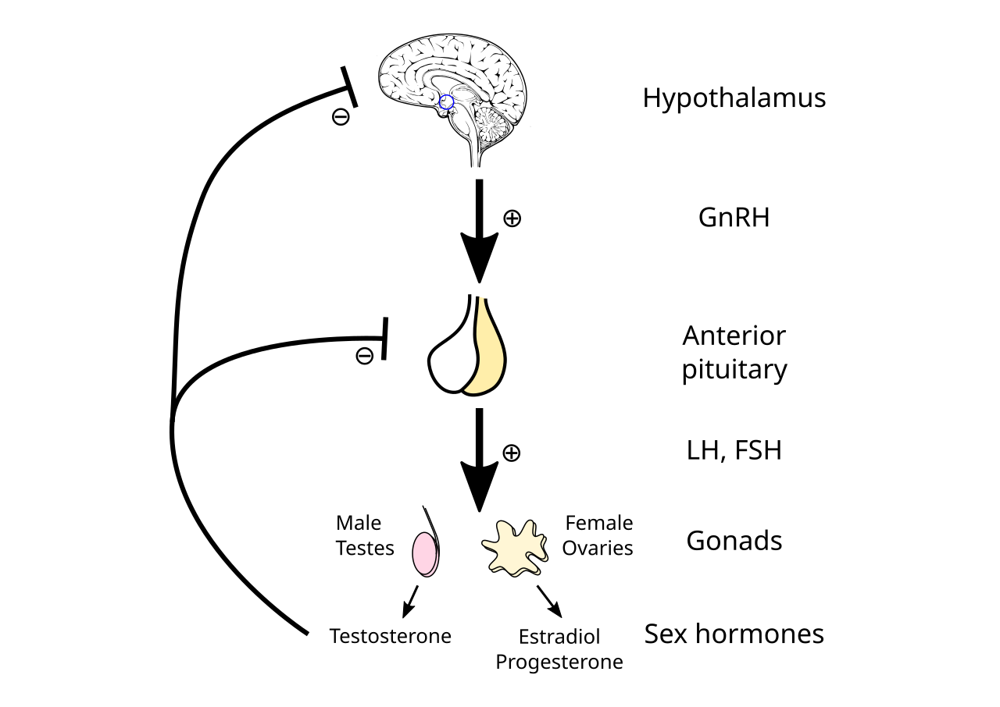 Hypothalamus
⊖
⊕
GnRH
Anterior
pituitary
⊖
⊕
LH, FSH
Male
Testes
Female
Ovaries
Gonads
Testosterone
Estradiol
Progesterone
Sex hormones